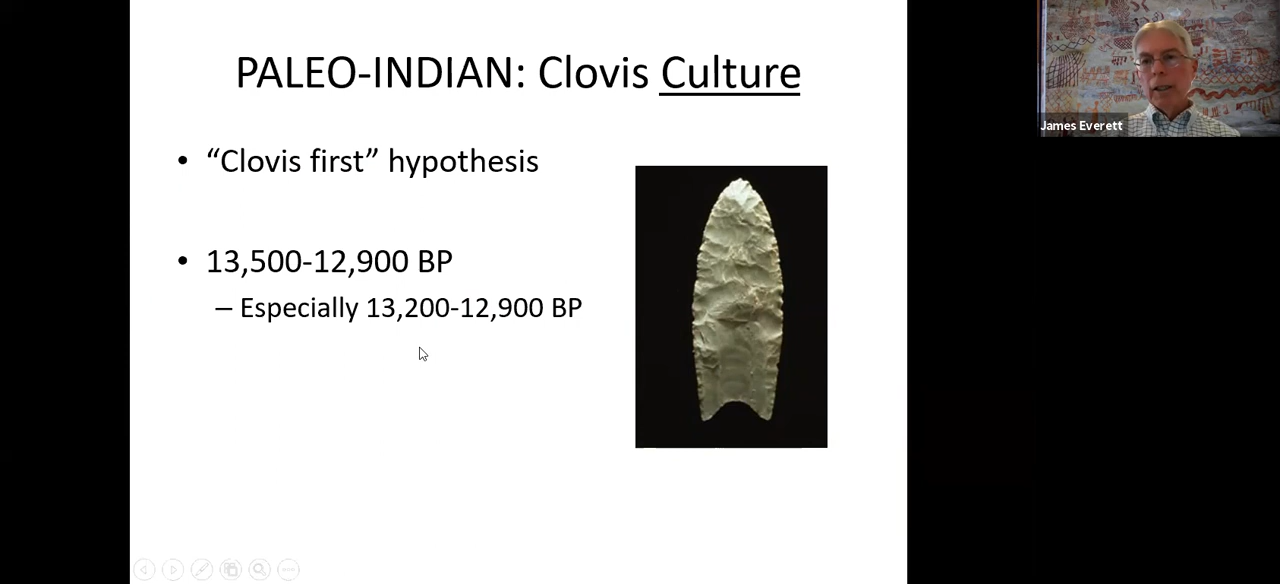 PALEO-INDIAN: Clovis Culture
• “Clovis first” hypothesis
• 13,500-12,900 BP
– Especially 13,200-12,900 BP
James Everett